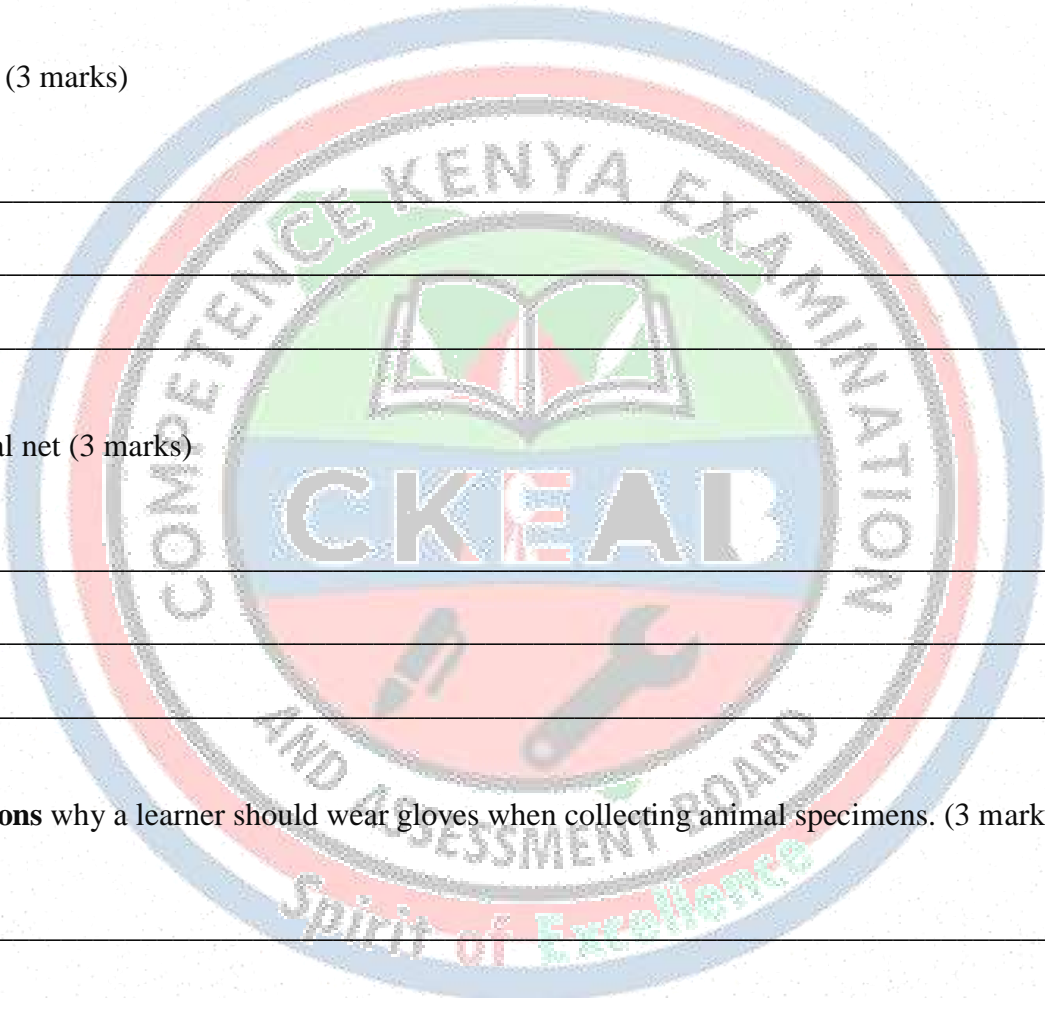 (3 marks)
COMPETENCE KENYA EXAMINATION
al net (3 marks)
CKEAB
AND ASSESSMENT BOARD
ons why a learner should wear gloves when collecting animal specimens. (3 mark
Spirit of Excellence